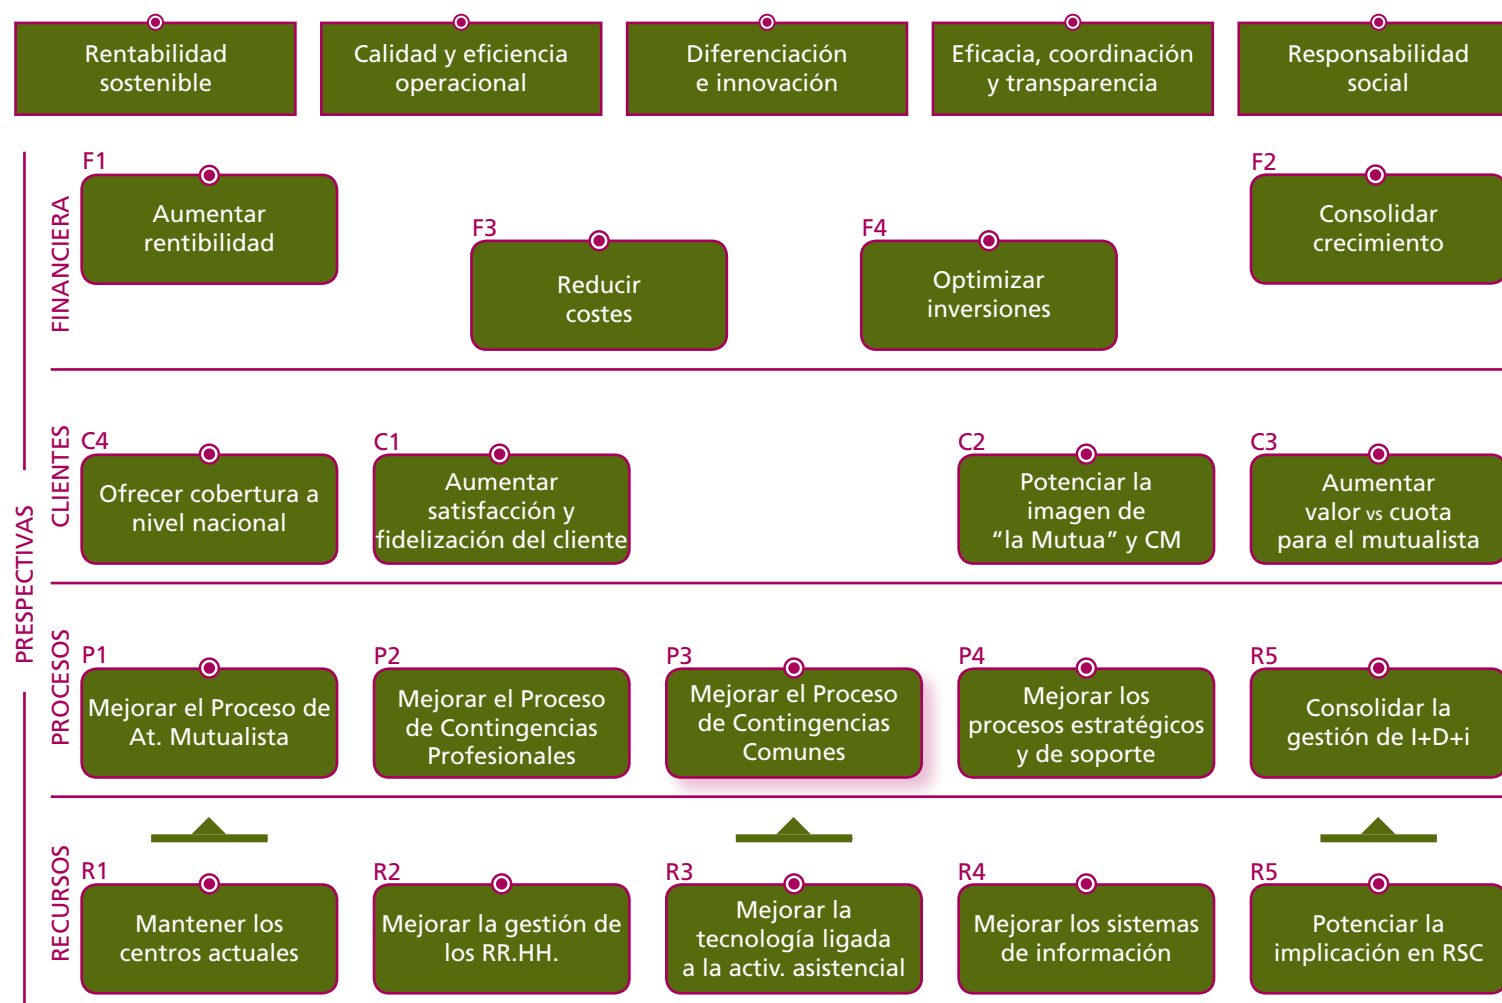 Rentabilidad
sostenible
Calidad y eficiencia
operacional
Diferenciación
e innovación
Eficacia, coordinación
y transparencia
Responsabilidad
social
PRESPECTIVAS
FINANCIERA
F1
Aumentar
rentibilidad
F3
Reducir
costes
F4
Optimizar
inversiones
F2
Consolidar
crecimiento
CLIENTES
C4
Ofrecer cobertura a
nivel nacional
C1
Aumentar
satisfacción y
fidelización del cliente
C2
Potenciar la
imagen de
“la Mutua” y CM
C3
Aumentar
valor vs cuota
para el mutualista
PROCESOS
P1
Mejorar el Proceso de
At. Mutualista
P2
Mejorar el Proceso
de Contingencias
Profesionales
P3
Mejorar el Proceso
de Contingencias
Comunes
P4
Mejorar los
procesos estratégicos
y de soporte
R5
Consolidar la
gestión de I+D+i
RECURSOS
R1
Mantener los
centros actuales
R2
Mejorar la gestión de
los RR.HH.
R3
Mejorar la
tecnología ligada
a la activ. asistencial
R4
Mejorar los sistemas
de información
R5
Potenciar la
implicación en RSC